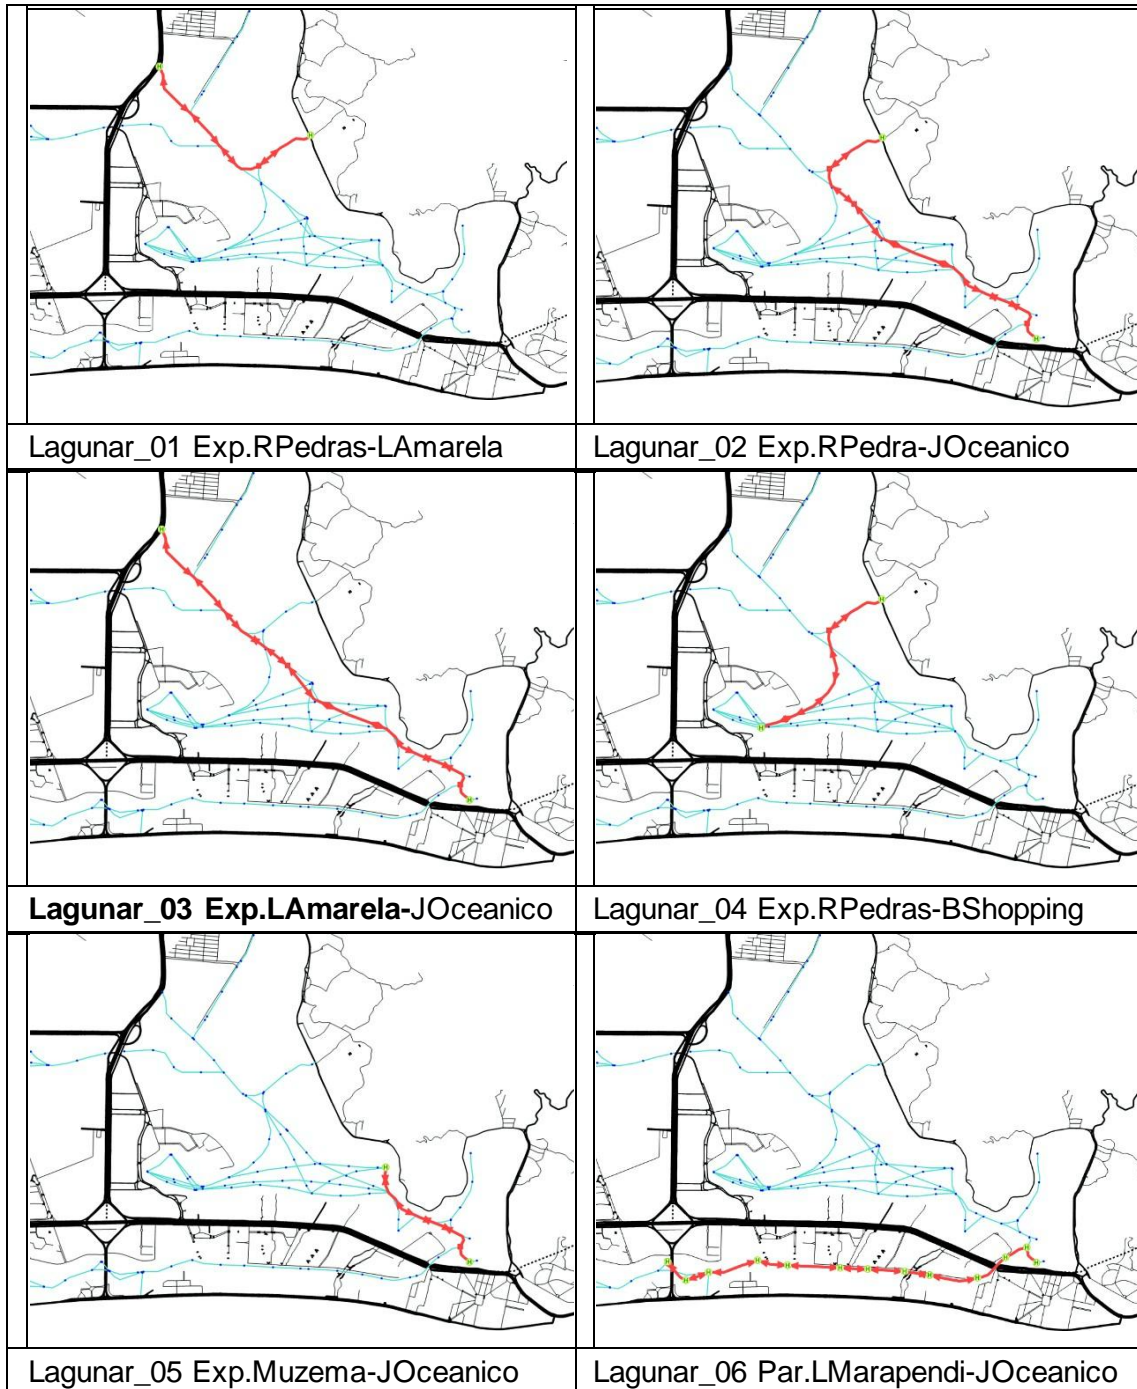 Lagunar_01 Exp.RPedras-LAmarela
Lagunar_02 Exp.RPedra-JOceanico
Lagunar_03 Exp.LAmarela-JOceanico
Lagunar_04 Exp.RPedras-BShopping
Lagunar_05 Exp.Muzema-JOceanico
Lagunar_06 Par.LMarapendi-JOceanico